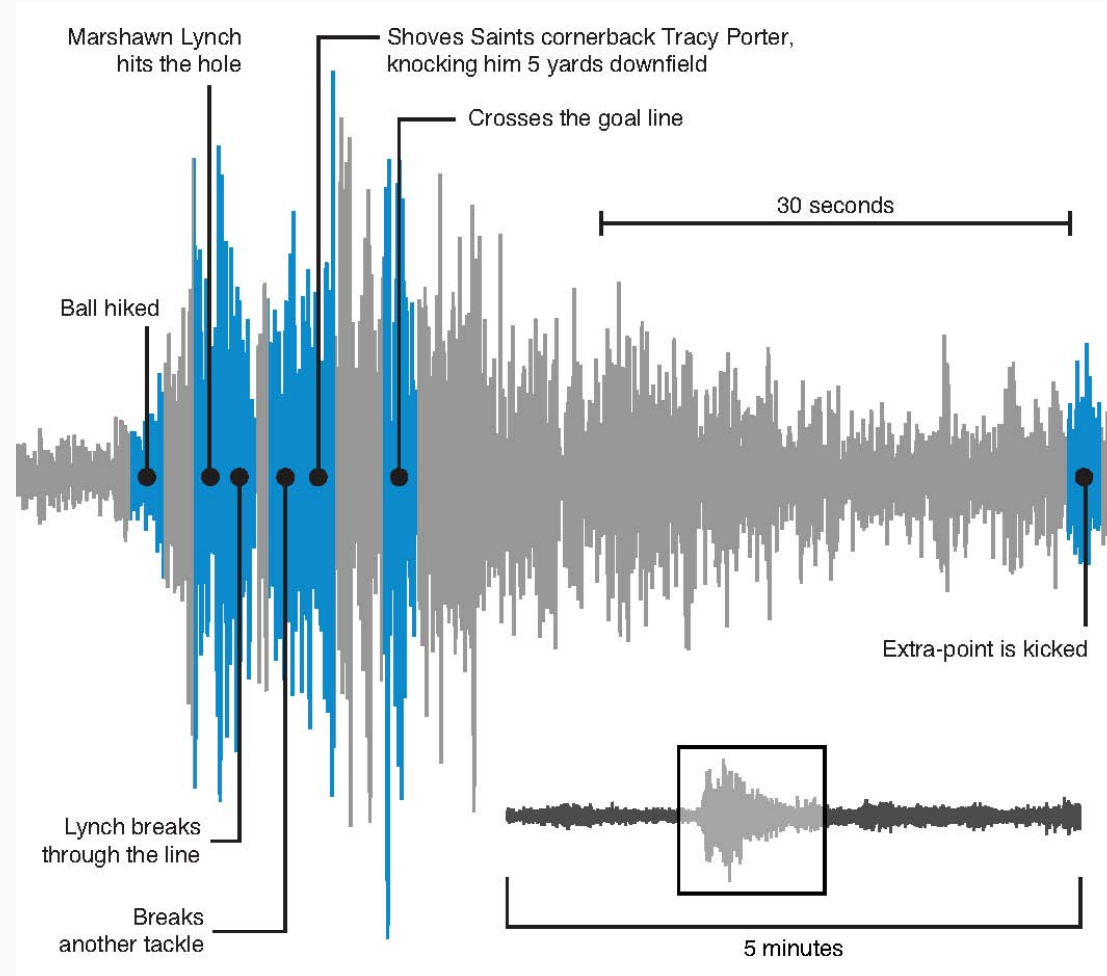 Marshawn Lynch
hits the hole
Shoves Saints cornerback Tracy Porter,
knocking him 5 yards downfield
Crosses the goal line
30 seconds
Ball hiked
Extra-point is kicked
Lynch breaks
through the line
Breaks
another tackle
5 minutes